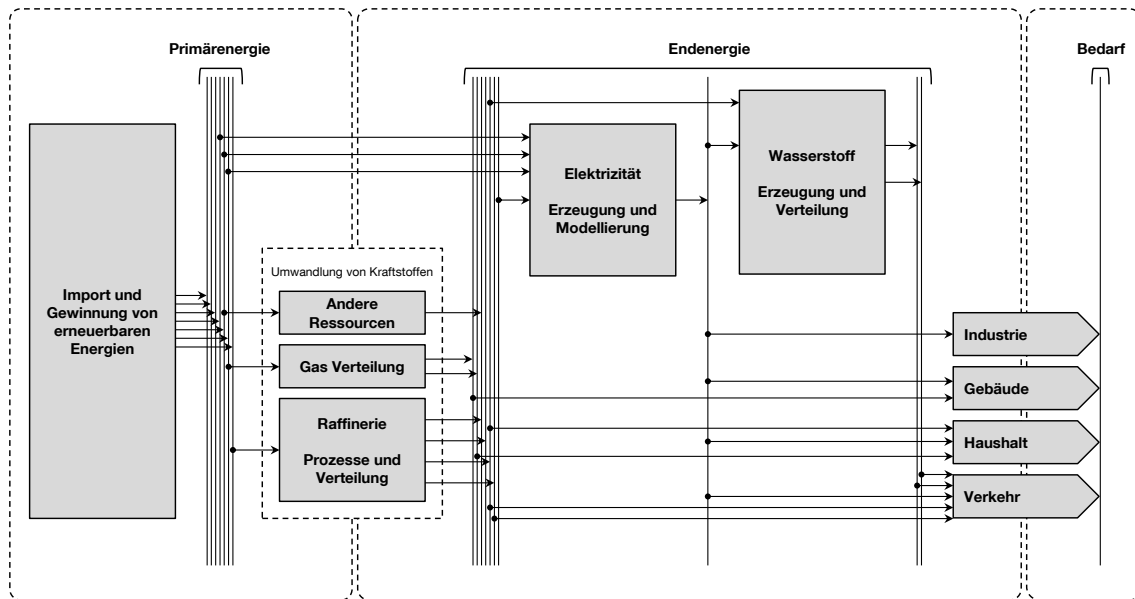 Primärenergie
Endenergie
Bedarf
Import und
Gewinnung von
erneuerbaren
Energien
Umwandlung von Kraftstoffen
Andere
Ressourcen
Gas Verteilung
Raffinerie
Prozesse und
Verteilung
Elektrizität
Erzeugung und
Modellierung
Wasserstoff
Erzeugung und
Verteilung
Industrie
Gebäude
Haushalt
Verkehr